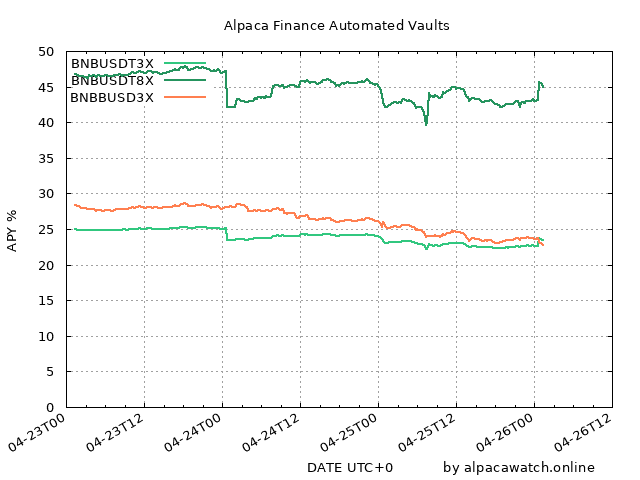 Alpaca Finance Automated Vaults
BNBUSDT3X
BNBUSDT8X
BNBBUSD3X
APY %
50
45
40
35
30
25
20
15
10
5
0
04-23T00
04-23T12
04-24T00
04-24T12
04-25T00
04-25T12
04-26T00
04-26T12
DATE UTC+0
by alpacawatch.online